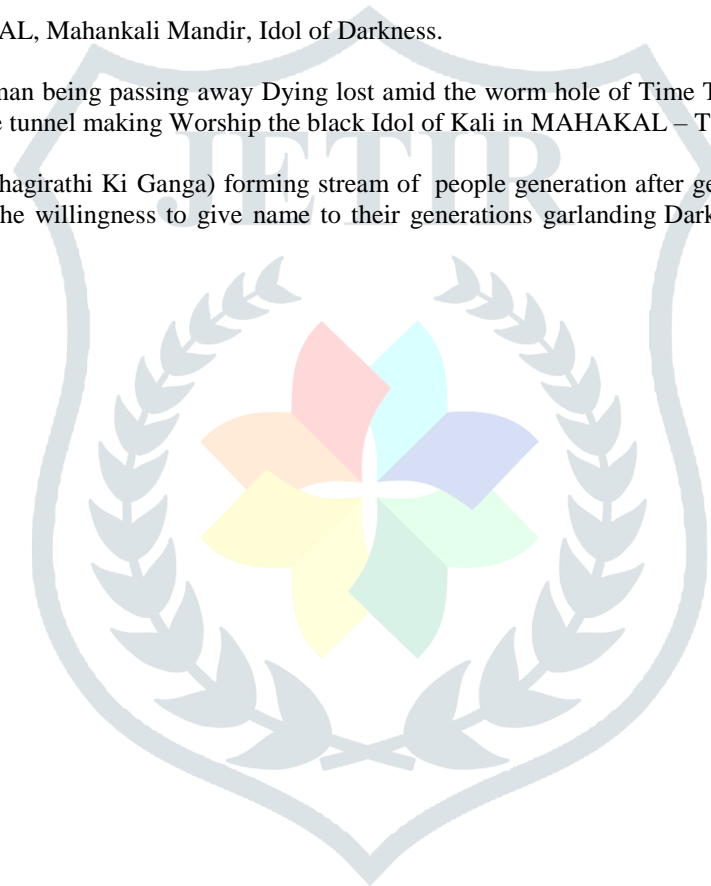 AL, Mahankali Mandir, Idol of Darkness.
man being passing away Dying lost amid the worm hole of Time T
e tunnel making Worship the black Idol of Kali in MAHAKAL – T
hagirathi Ki Ganga) forming stream of people generation after ge
he willingness to give name to their generations garlanding Dark
JETIR